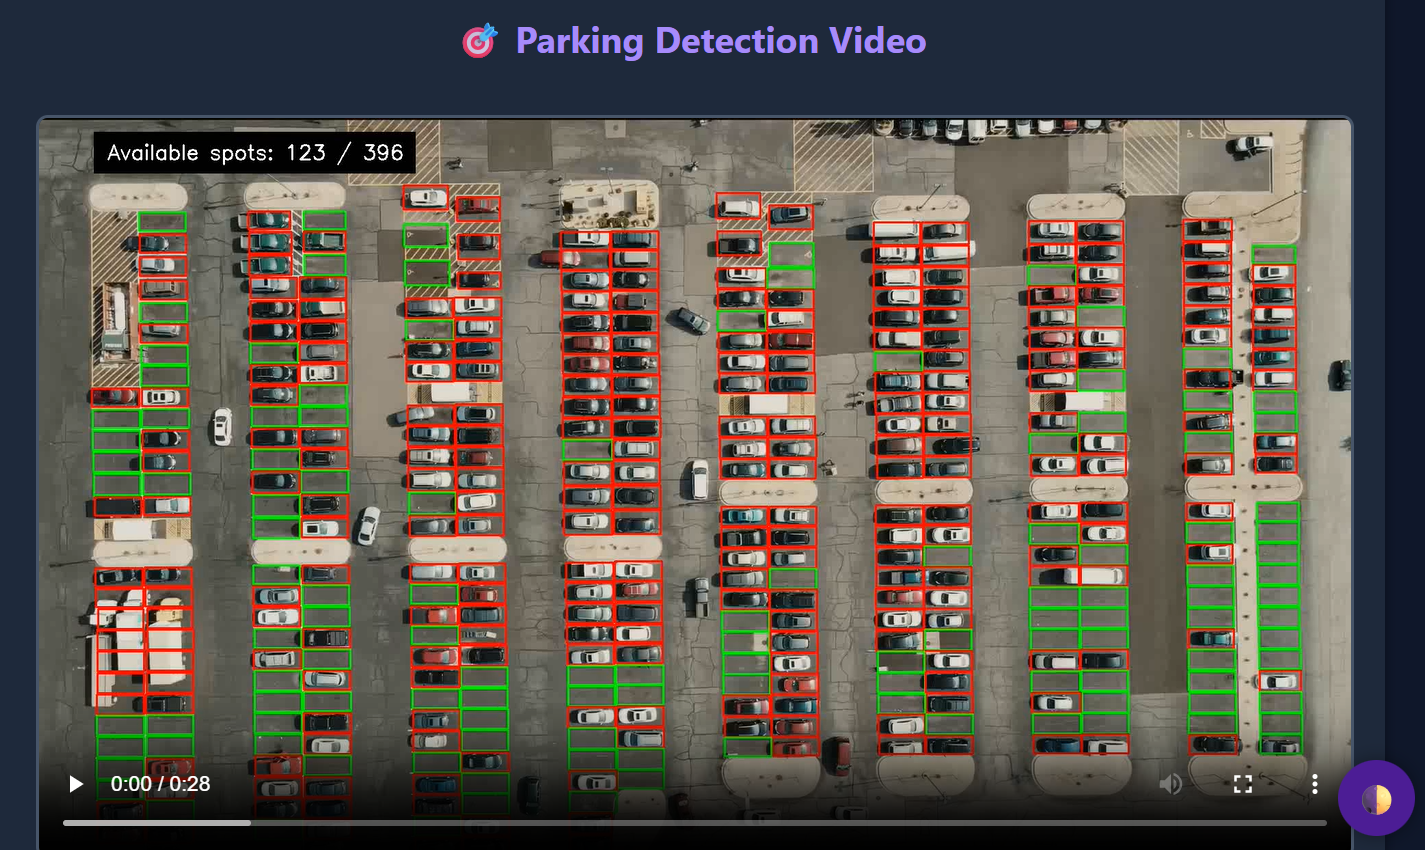 Parking Detection Video
Available spots: 123 / 396
0:00 / 0:28